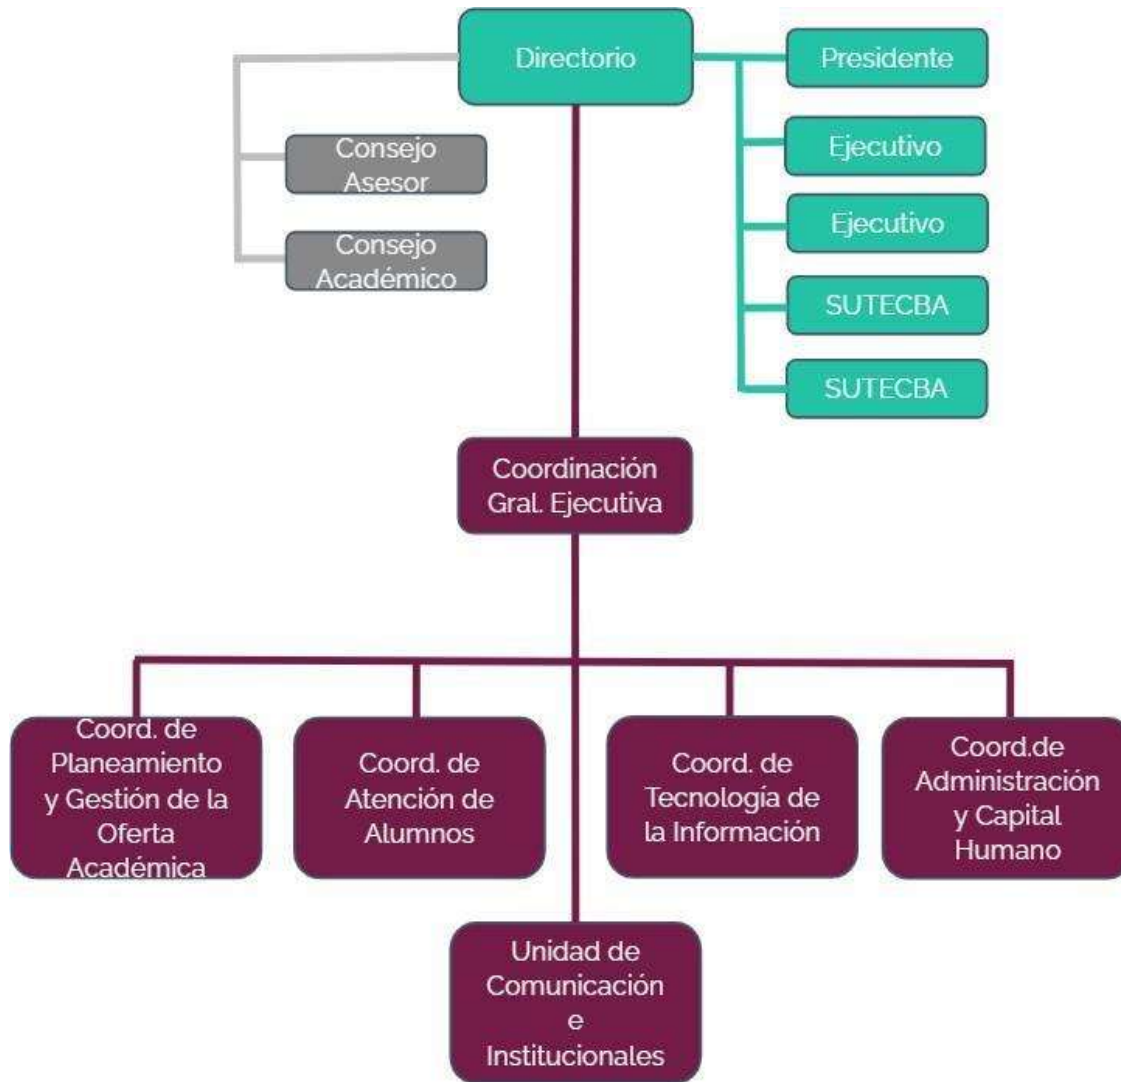 Directorio
Presidente
Ejecutivo
Ejecutivo
SUTECBA
SUTECBA
Consejo
Asesor
Consejo
Académico
Coordinación
Gral. Ejecutiva
Coord. de
Planeamiento
y Gestión de la
Oferta
Académica
Coord. de
Atención de
Alumnos
Coord. de
Tecnología de
la Información
Coord.de
Administración
y Capital
Humano
Unidad de
Comunicación
e
Institucionales